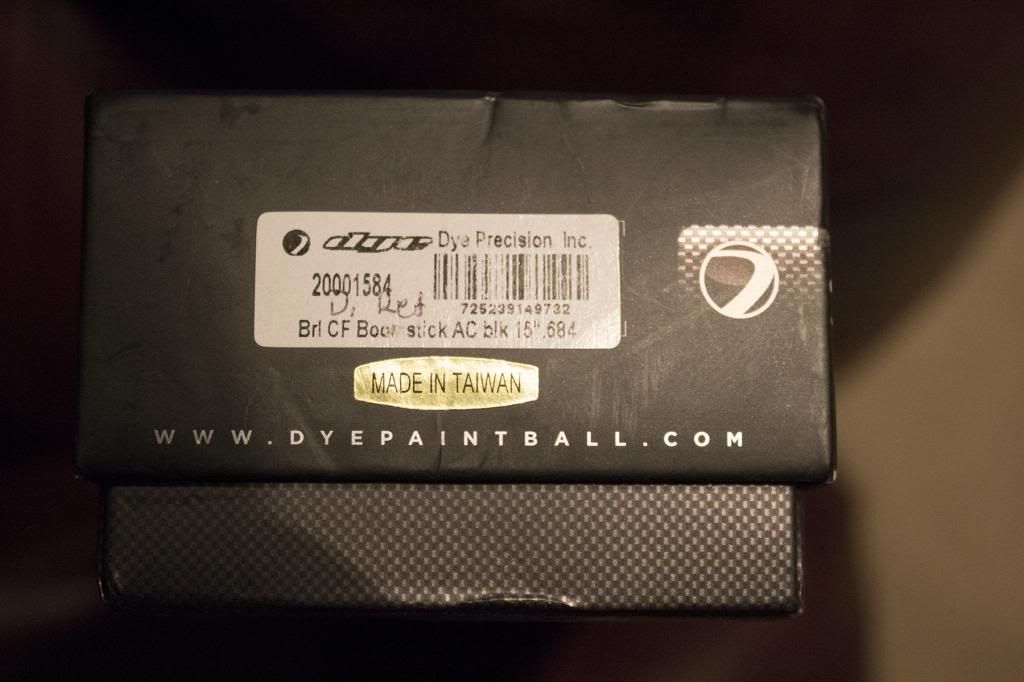 dye Dye Precision, Inc.
20001584
D. Ref
725239149732
Brl CF Boomstick AC blk 15" .684
MADE IN TAIWAN
WWW.DYEPAINTBALL.COM